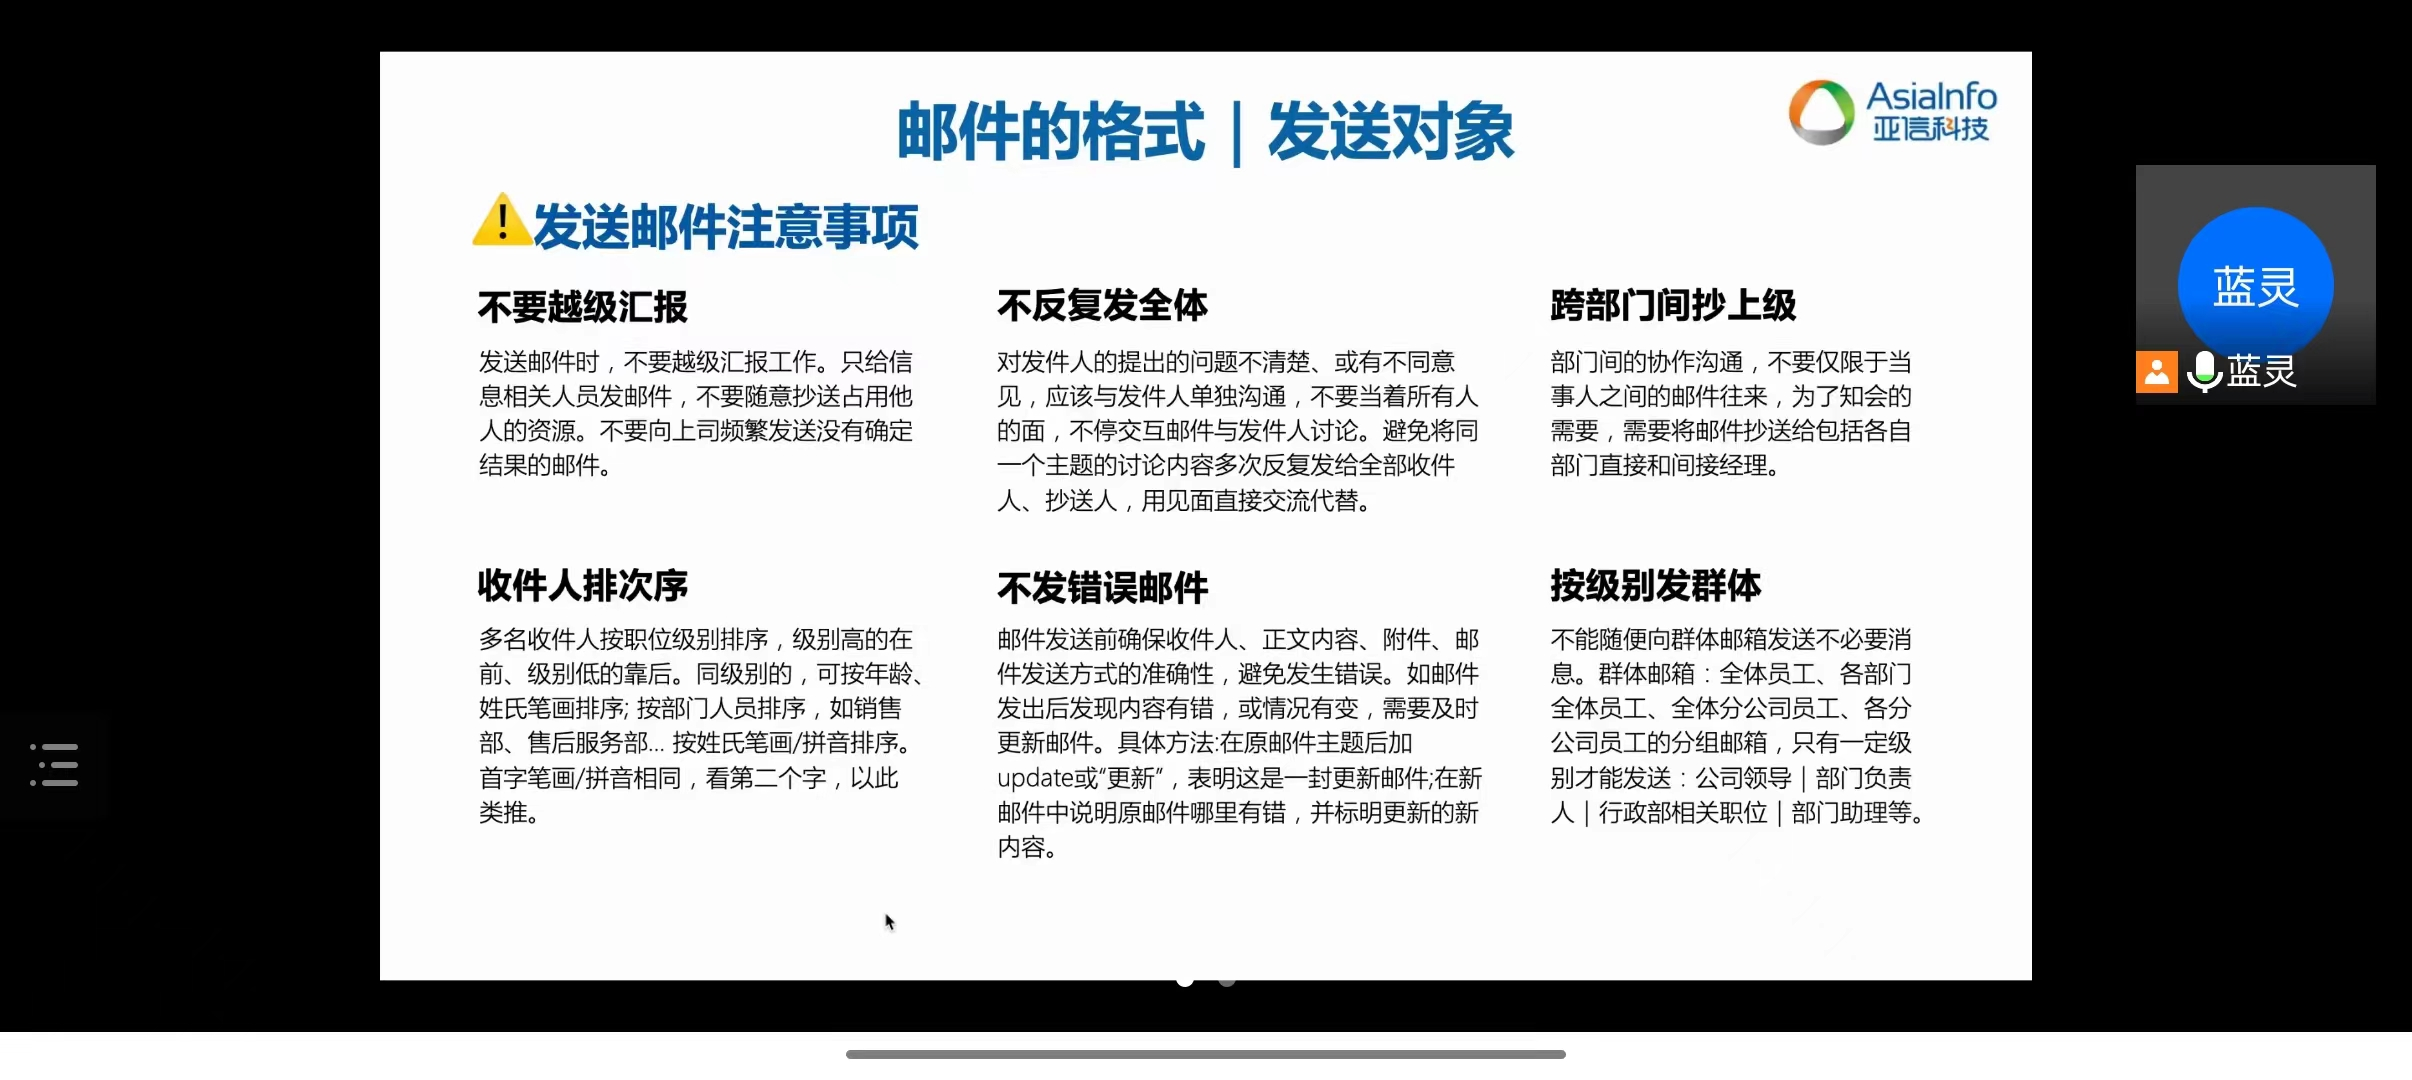 邮件的格式｜发送对象
AsiaInfo
亚信科技
发送邮件注意事项
不要越级汇报
发送邮件时，不要越级汇报工作。只给信
息相关人员发邮件，不要随意抄送占用他
人的资源。不要向上司频繁发送没有确定
结果的邮件。
不反复发全体
对发件人的提出的问题不清楚、或有不同意
见，应该与发件人单独沟通，不要当着所有人
的面，不停交互邮件与发件人讨论。避免将同
一个主题的讨论内容多次反复发给全部收件
人、抄送人，用见面直接交流代替。
跨部门间抄上级
部门间的协作沟通，不要仅限于当
事人之间的邮件往来，为了知会的
需要，需要将邮件抄送给包括各自
部门直接和间接经理。
收件人排次序
多名收件人按职位级别排序，级别高的在
前、级别低的靠后。同级别的，可按年龄、
姓氏笔画排序; 按部门人员排序，如销售
部、售后服务部... 按姓氏笔画/拼音排序。
首字笔画/拼音相同，看第二个字，以此
类推。
不发错误邮件
邮件发送前确保收件人、正文内容、附件、邮
件发送方式的准确性，避免发生错误。如邮件
发出后发现内容有错，或情况有变，需要及时
更新邮件。具体方法:在原邮件主题后加
update或“更新”，表明这是一封更新邮件;在新
邮件中说明原邮件哪里有错，并标明更新的新
内容。
按级别发群体
不能随便向群体邮箱发送不必要消
息。群体邮箱：全体员工、各部门
全体员工、全体分公司员工、各分
公司员工的分组邮箱，只有一定级
别才能发送：公司领导｜部门负责
人｜行政部相关职位｜部门助理等。
蓝灵
蓝灵